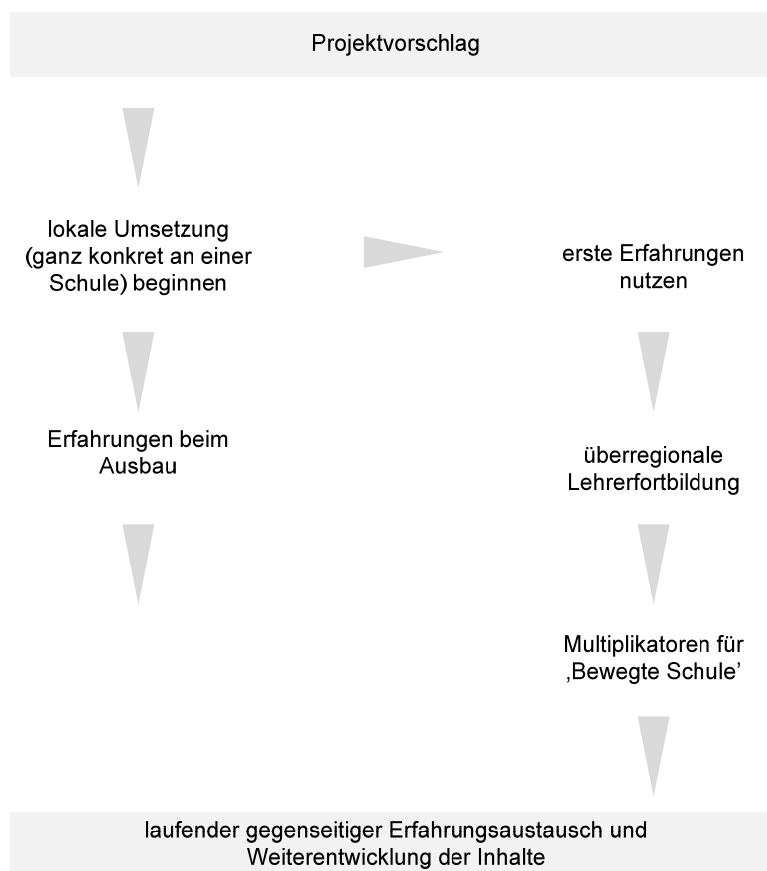 Projektvorschlag
lokale Umsetzung
(ganz konkret an einer
Schule) beginnen
erste Erfahrungen
nutzen
Erfahrungen beim
Ausbau
überregionale
Lehrerfortbildung
Multiplikatoren für
‚Bewegte Schule’
laufender gegenseitiger Erfahrungsaustausch und
Weiterentwicklung der Inhalte